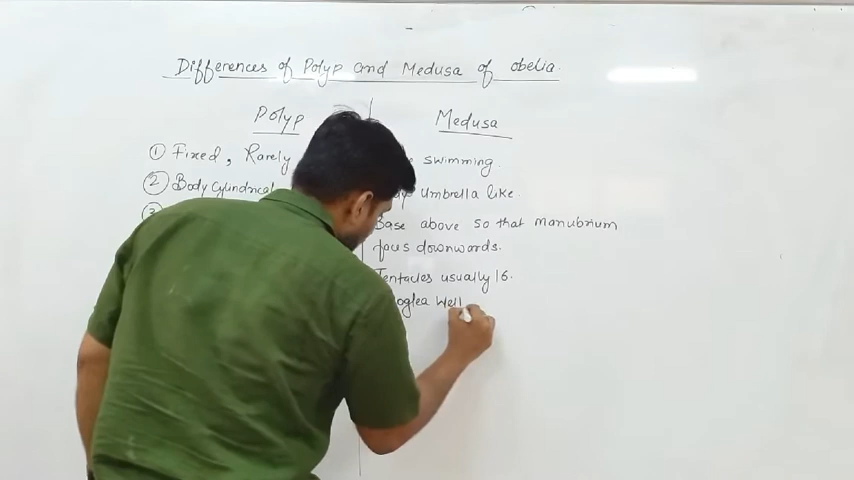 Differences of Polyp and Medusa of obelia.
Polyp Medusa
① Fixed, Rarely swimming.
② Body cylindrical Umbrella like.
③ Base above so that manubrium
faces downwards.
Tentacles usually 16.
Well